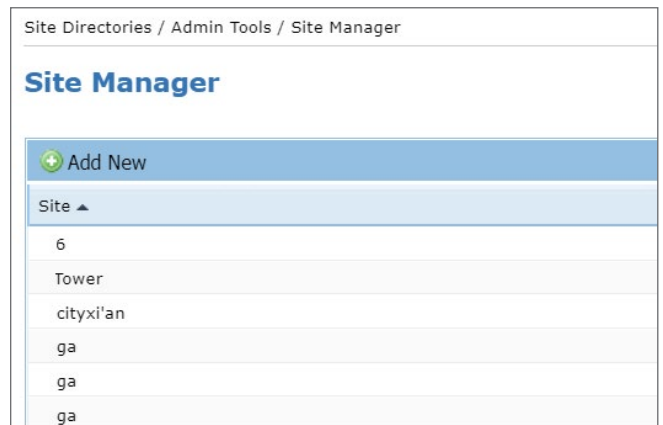 Site Directories / Admin Tools / Site Manager
Site Manager
Add New
Site
6
Tower
cityxi'an
ga
ga
ga